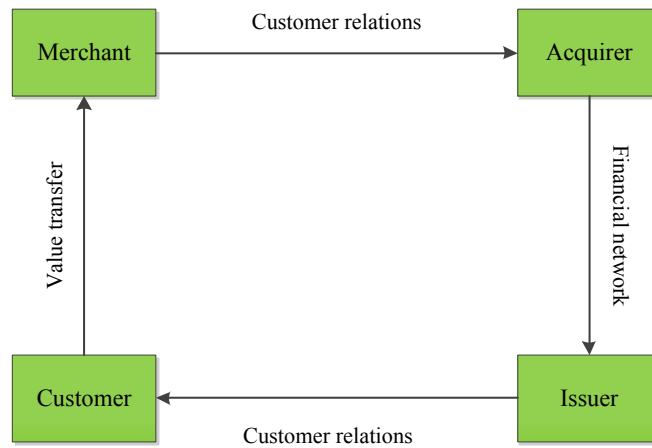 Customer relations
Merchant
Acquirer
Value transfer
Financial network
Customer
Issuer
Customer relations